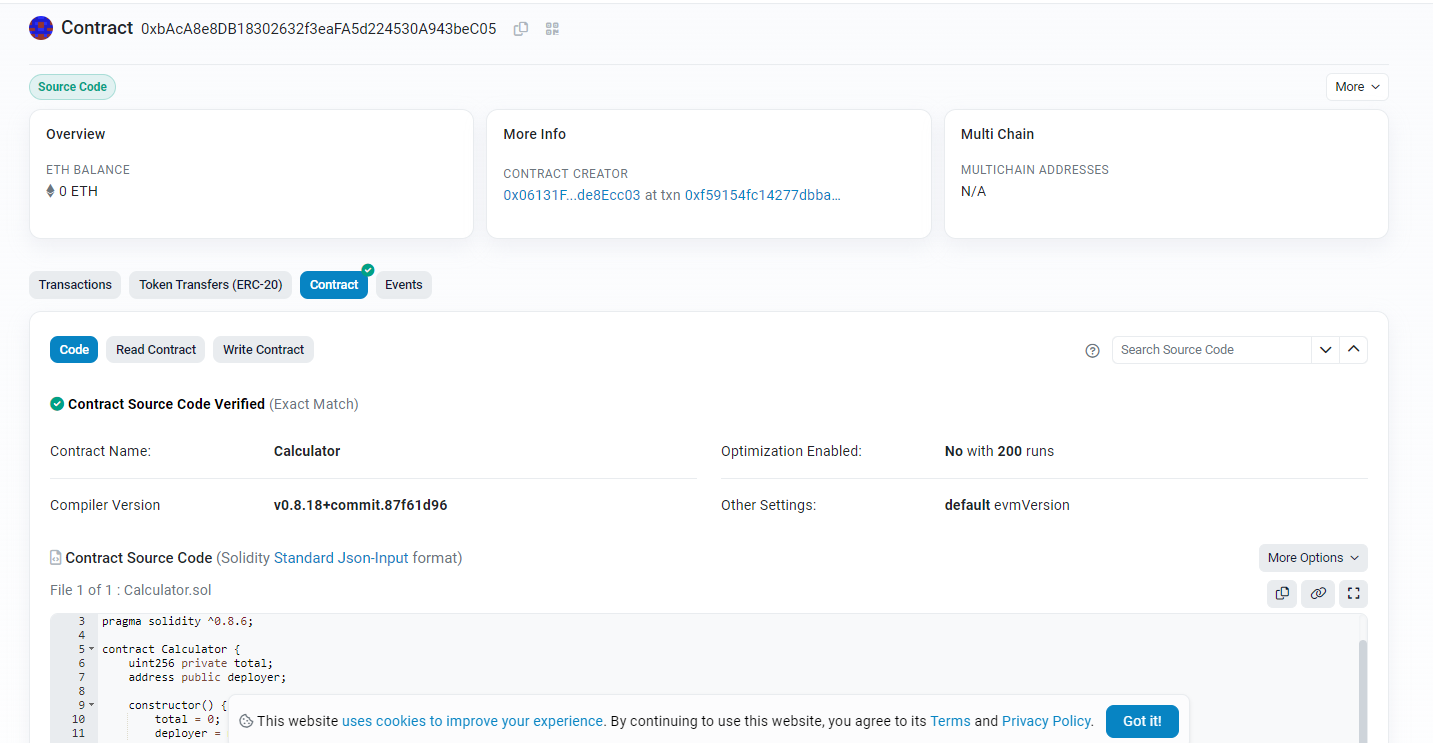 Contract 0xbAcA8e8DB18302632f3eaFA5d224530A943beC05
Source Code
More
Overview
ETH BALANCE
0 ETH
More Info
CONTRACT CREATOR
0x06131F...de8Ecc03 at txn 0xf59154fc14277dbba...
Multi Chain
MULTICHAIN ADDRESSES
N/A
Transactions Token Transfers (ERC-20) Contract Events
Code Read Contract Write Contract
Search Source Code
Contract Source Code Verified (Exact Match)
Contract Name: Calculator
Optimization Enabled: No with 200 runs
Compiler Version v0.8.18+commit.87f61d96
Other Settings: default evmVersion
Contract Source Code (Solidity Standard Json-Input format)
More Options
File 1 of 1 : Calculator.sol
3 pragma solidity ^0.8.6;
4
5 contract Calculator {
6 uint256 private total;
7 address public deployer;
8
9 constructor() {
10 total = 0;
11 deployer =
This website uses cookies to improve your experience. By continuing to use this website, you agree to its Terms and Privacy Policy.
Got it!